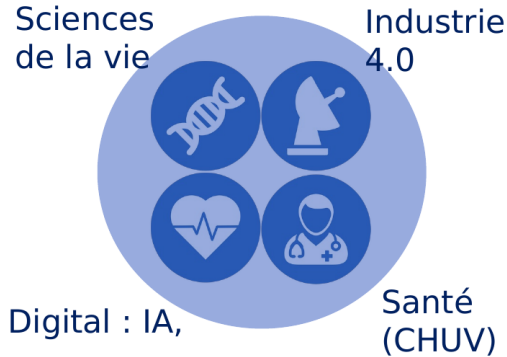 Sciences
de la vie
Industrie
4.0
Digital : IA,
Santé
(CHUV)